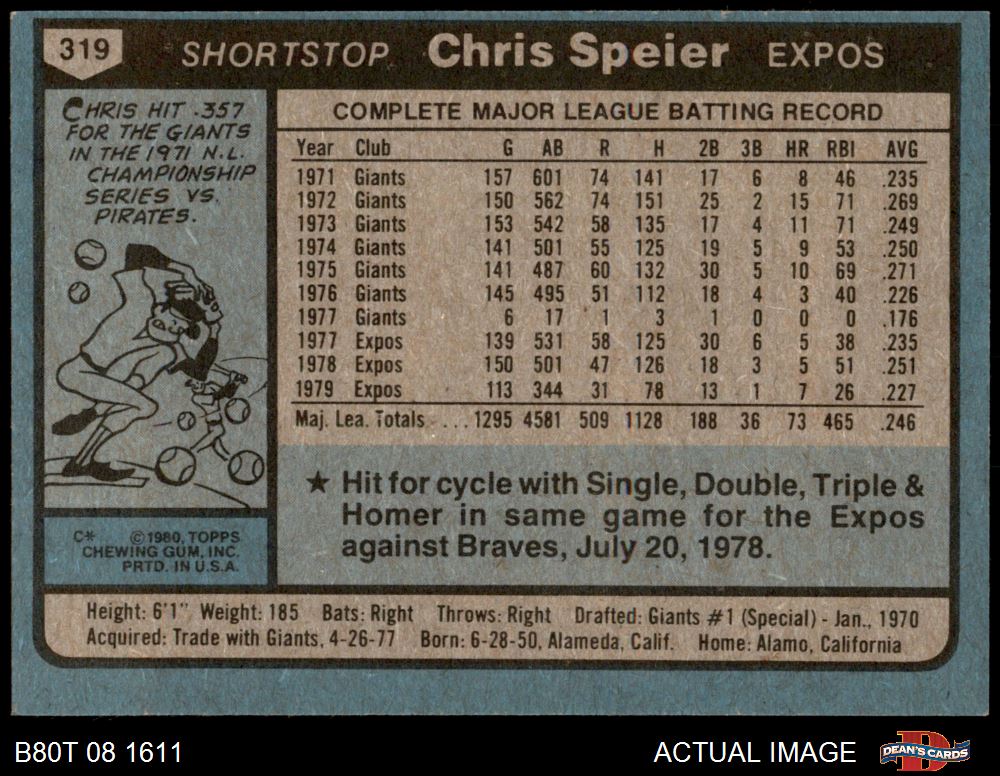 319 SHORTSTOP Chris Speier EXPOS
CHRIS HIT .357
FOR THE GIANTS
IN THE 1971 N.L.
CHAMPIONSHIP
SERIES VS.
PIRATES.
COMPLETE MAJOR LEAGUE BATTING RECORD
Year Club G AB R H 2B 3B HR RBI AVG
1971 Giants 157 601 74 141 17 6 8 46 .235
1972 Giants 150 562 74 151 25 2 15 71 .269
1973 Giants 153 542 58 135 17 4 11 71 .249
1974 Giants 141 501 55 125 19 5 9 53 .250
1975 Giants 141 487 60 132 30 5 10 69 .271
1976 Giants 145 495 51 112 18 4 3 40 .226
1977 Giants 6 17 1 3 1 0 0 0 .176
1977 Expos 139 531 58 125 30 6 5 38 .235
1978 Expos 150 501 47 126 18 3 5 51 .251
1979 Expos 113 344 31 78 13 1 7 26 .227
Maj. Lea. Totals . . . . 1295 4581 509 1128 188 36 73 465 .246
★ Hit for cycle with Single, Double, Triple &
Homer in same game for the Expos
against Braves, July 20, 1978.
C* ©1980, TOPPS
CHEWING GUM, INC.
PRTD. IN U.S.A.
Height: 6'1" Weight: 185 Bats: Right Throws: Right Drafted: Giants #1 (Special) - Jan., 1970
Acquired: Trade with Giants, 4-26-77 Born: 6-28-50, Alameda, Calif. Home: Alamo, California
B80T 08 1611 ACTUAL IMAGE DEAN'S CARDS